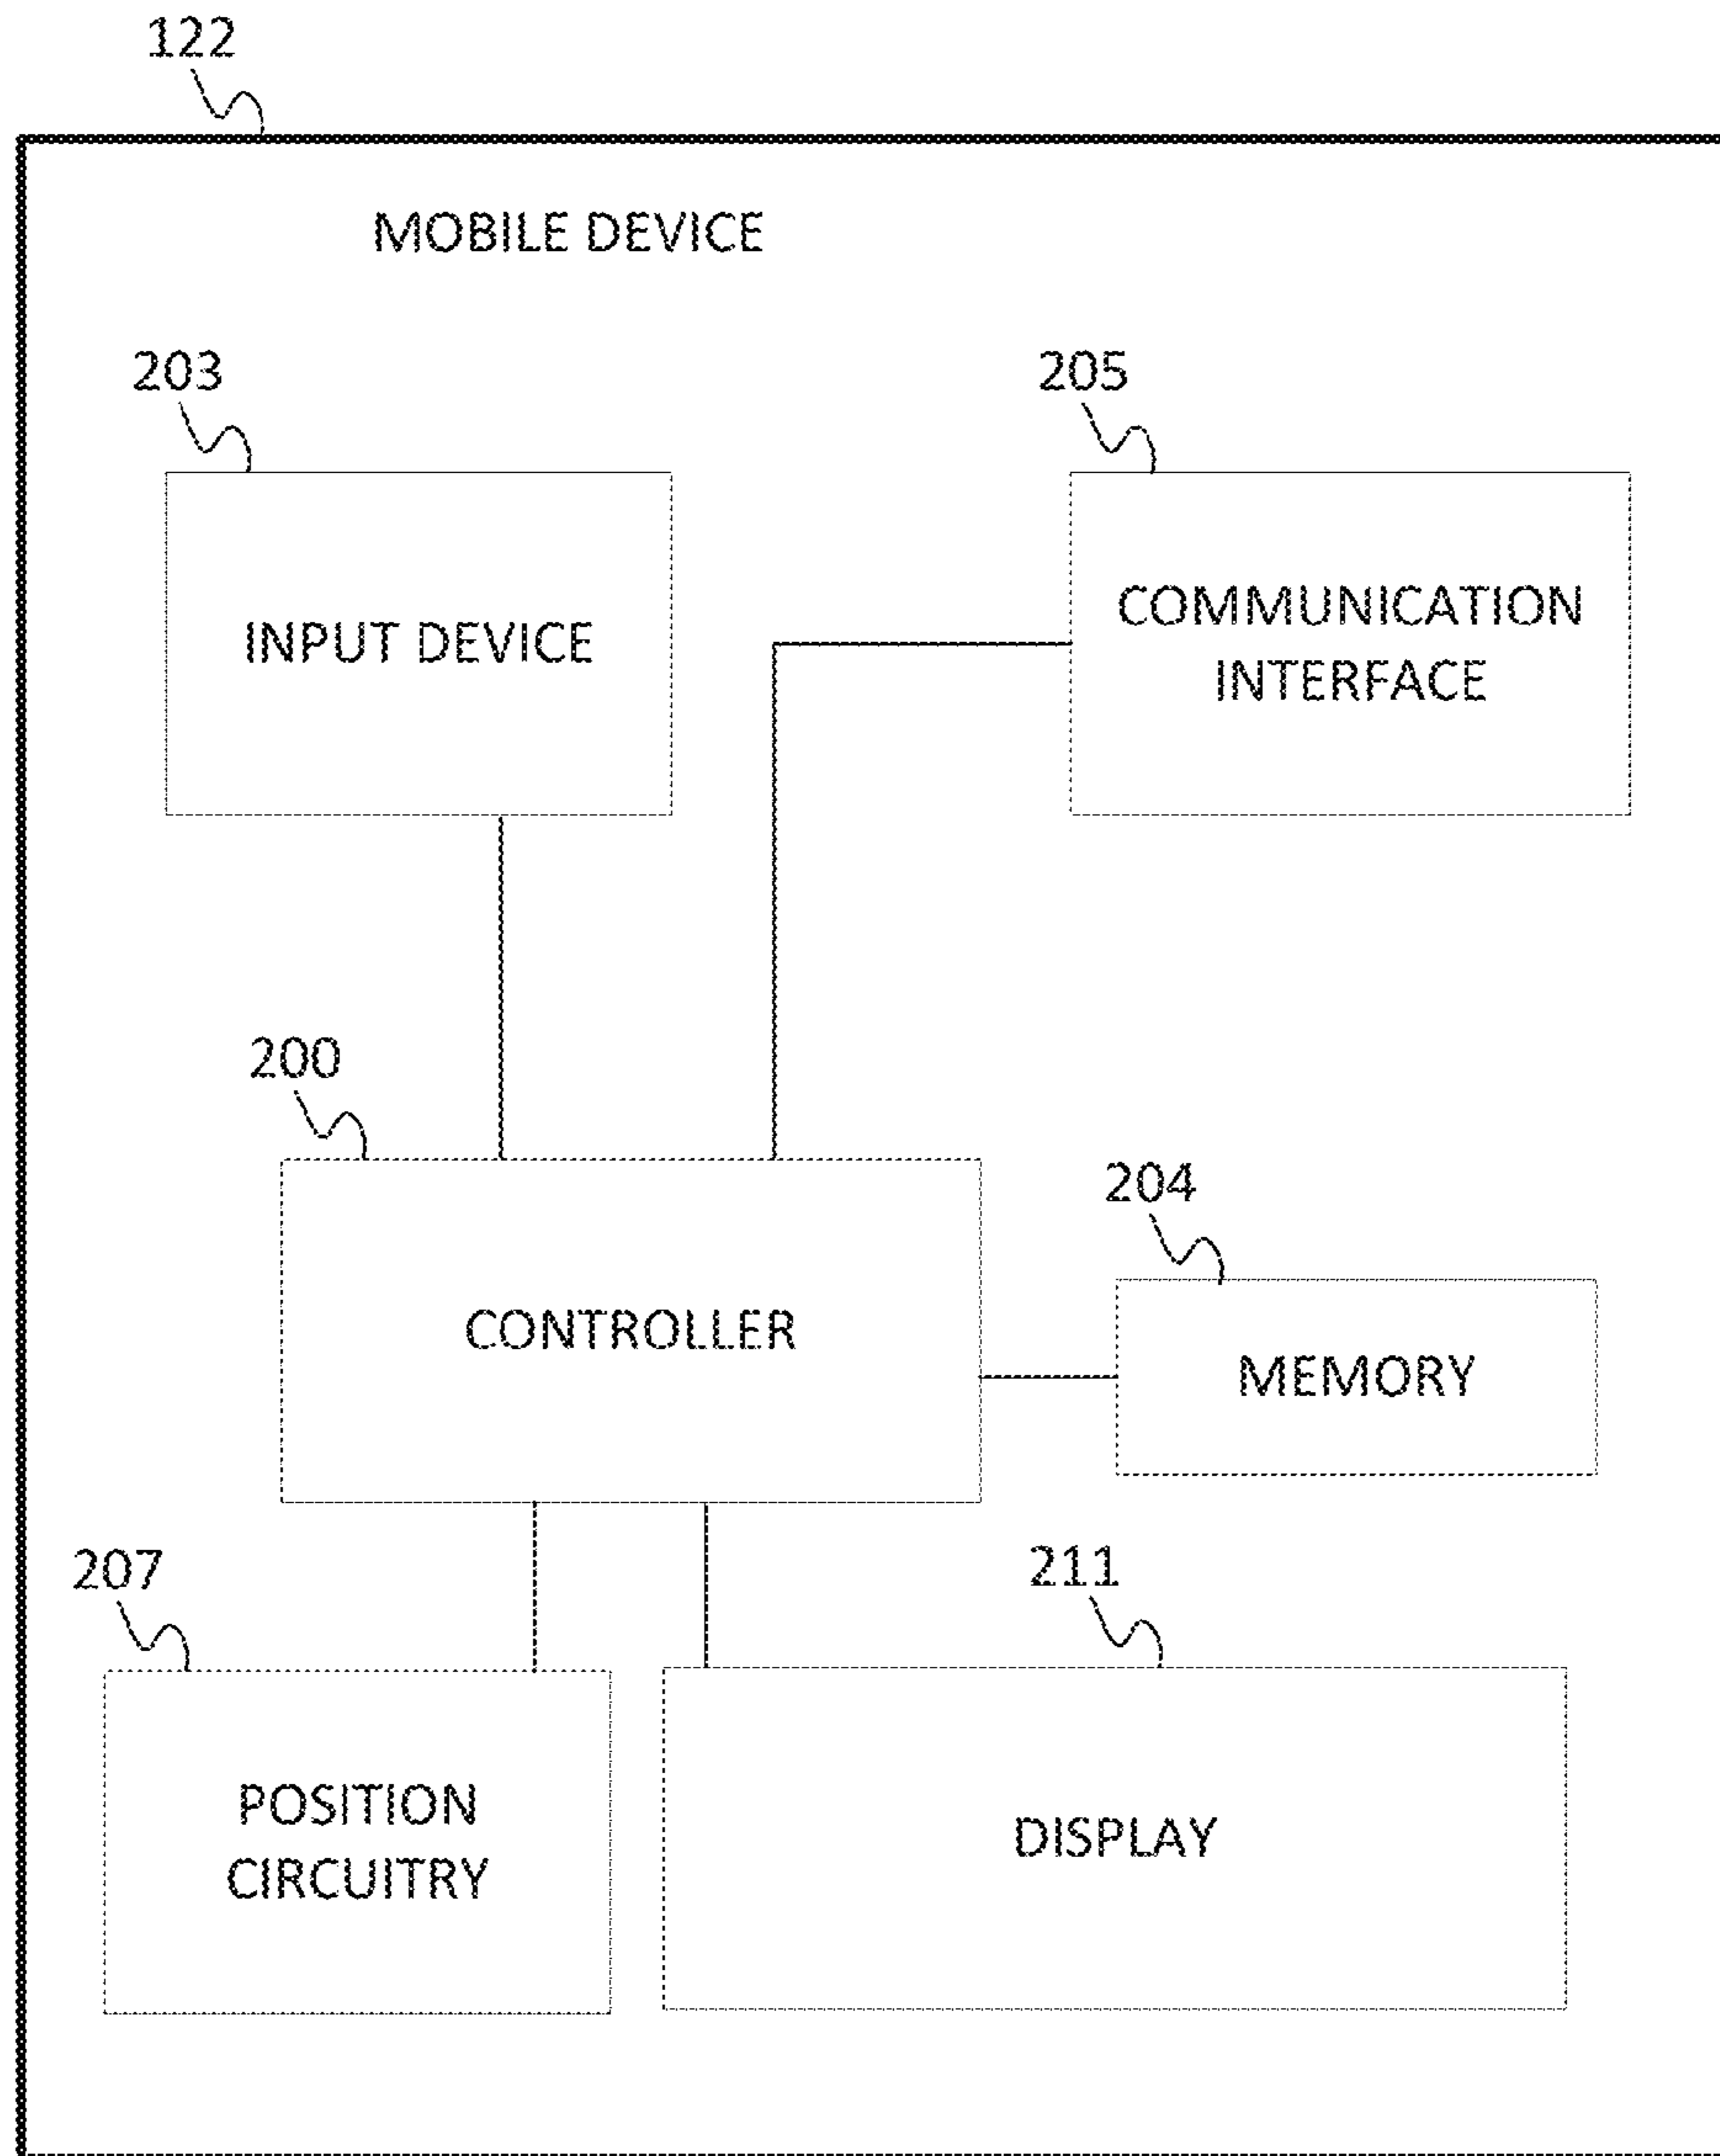 122
MOBILE DEVICE
203
205
INPUT DEVICE
COMMUNICATION
INTERFACE
200
204
CONTROLLER
MEMORY
207
211
POSITION
CIRCUITRY
DISPLAY